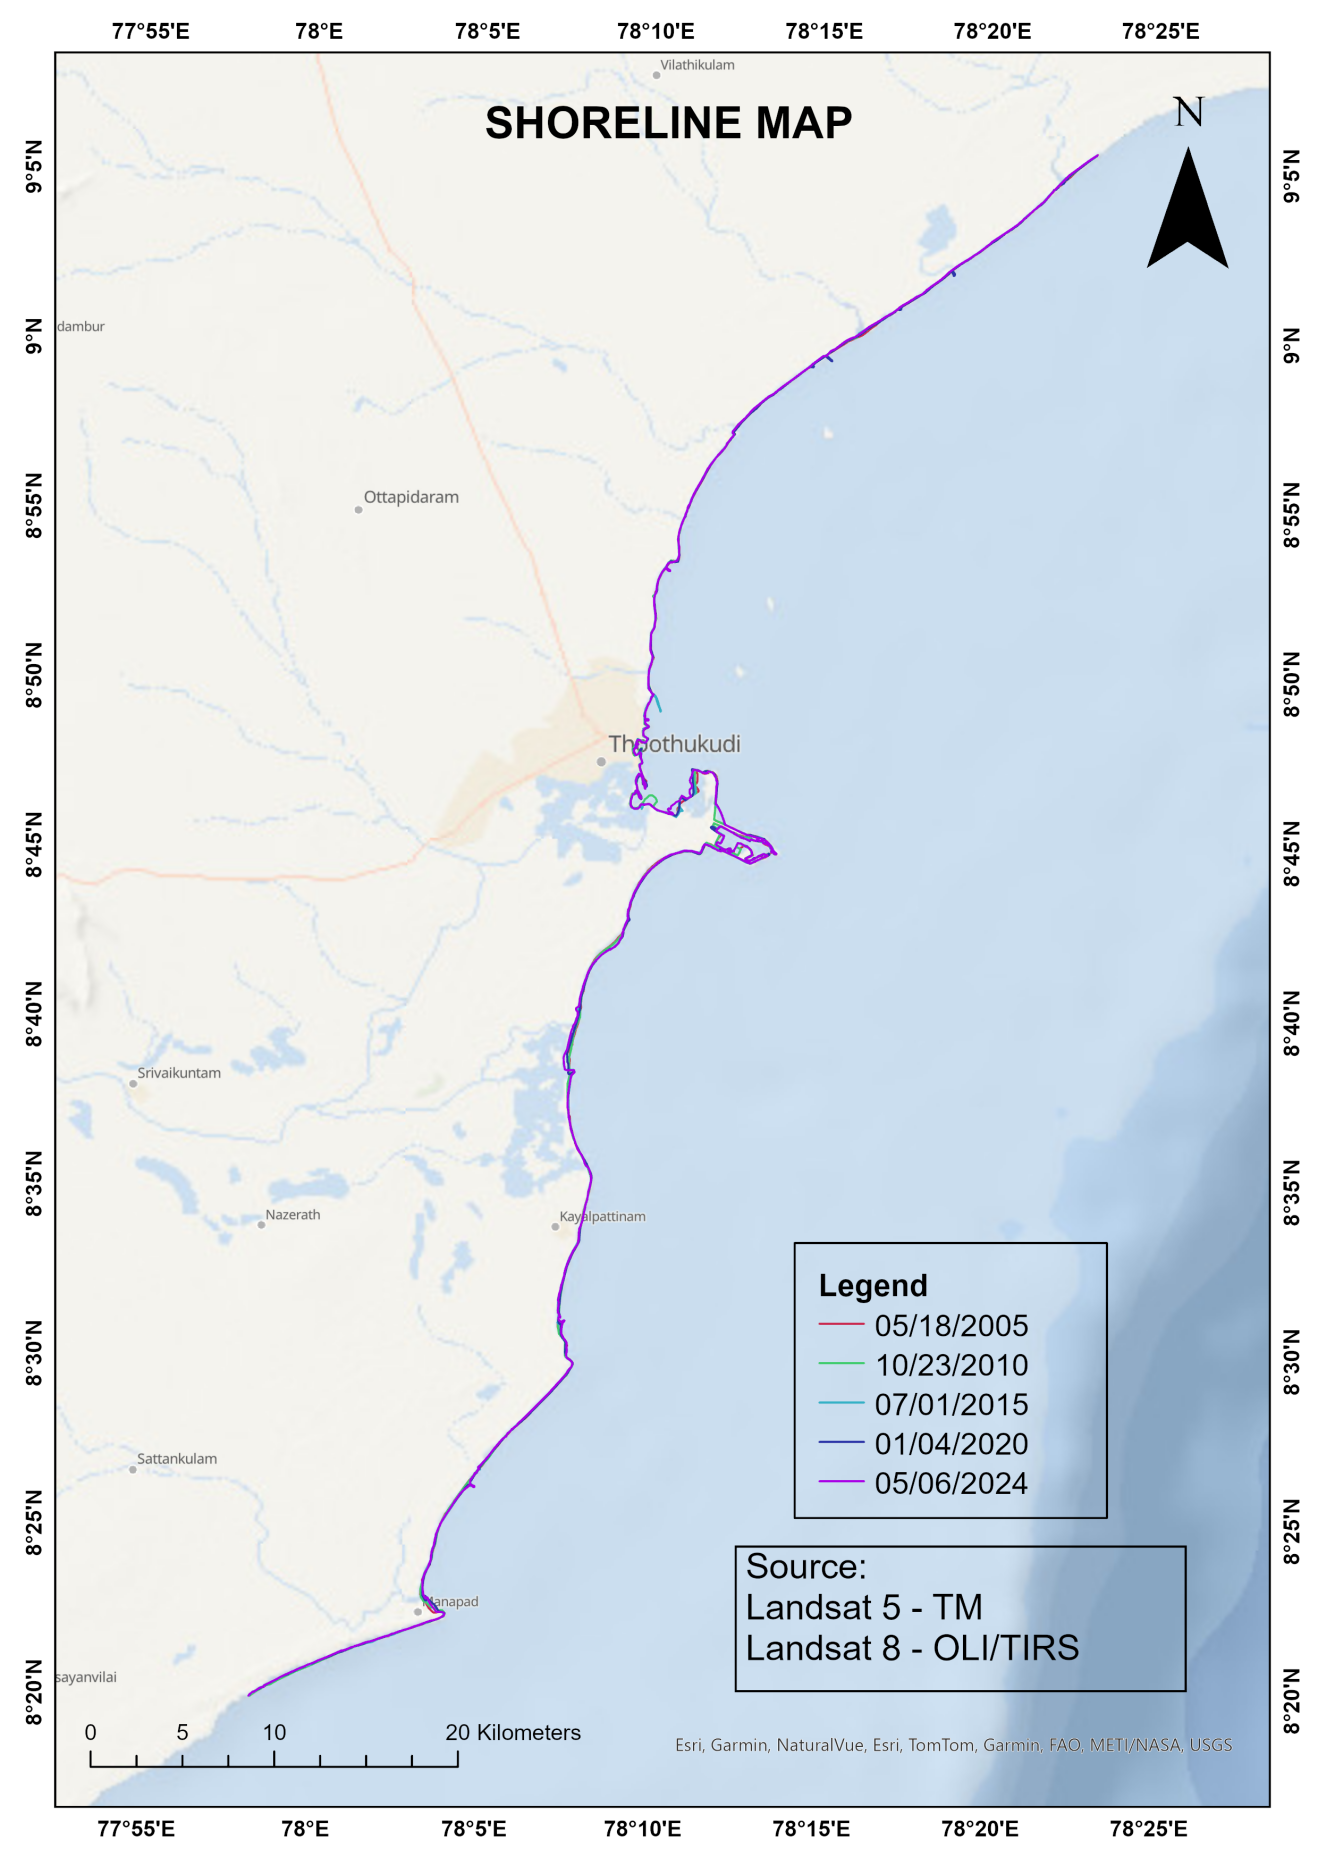 77°55'E 78°E 78°5'E 78°10'E 78°15'E 78°20'E 78°25'E
Vilathikulam
SHORELINE MAP
N
9°5'N 9°5'N
dambur
9°N 9°N
Ottapidaram
8°55'N 8°55'N
8°50'N 8°50'N
Thoothukudi
8°45'N 8°45'N
8°40'N 8°40'N
Srivaikuntam
8°35'N 8°35'N
Nazerath
Kayalpattinam
Legend
05/18/2005
10/23/2010
07/01/2015
01/04/2020
05/06/2024
8°30'N 8°30'N
Sattankulam
8°25'N 8°25'N
Source:
Landsat 5 - TM
Landsat 8 - OLI/TIRS
Manapad
sayanvilai
8°20'N 8°20'N
0 5 10 20 Kilometers
Esri, Garmin, NaturalVue, Esri, TomTom, Garmin, FAO, METI/NASA, USGS
77°55'E 78°E 78°5'E 78°10'E 78°15'E 78°20'E 78°25'E